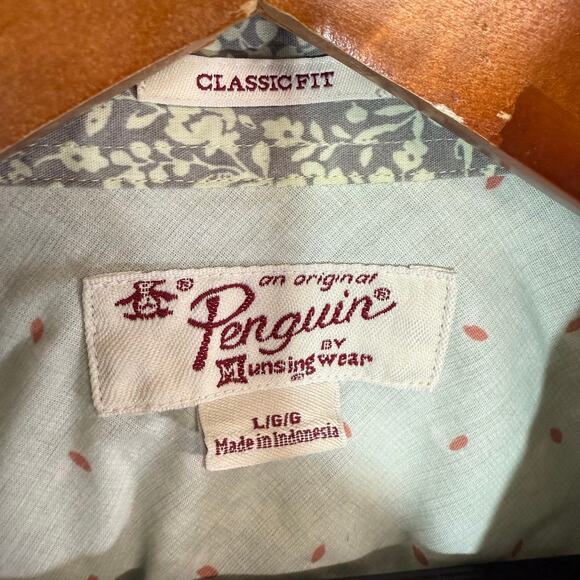 CLASSIC FIT
an original
Penguin®
BY
Munsingwear
L/G/G
Made in Indonesia